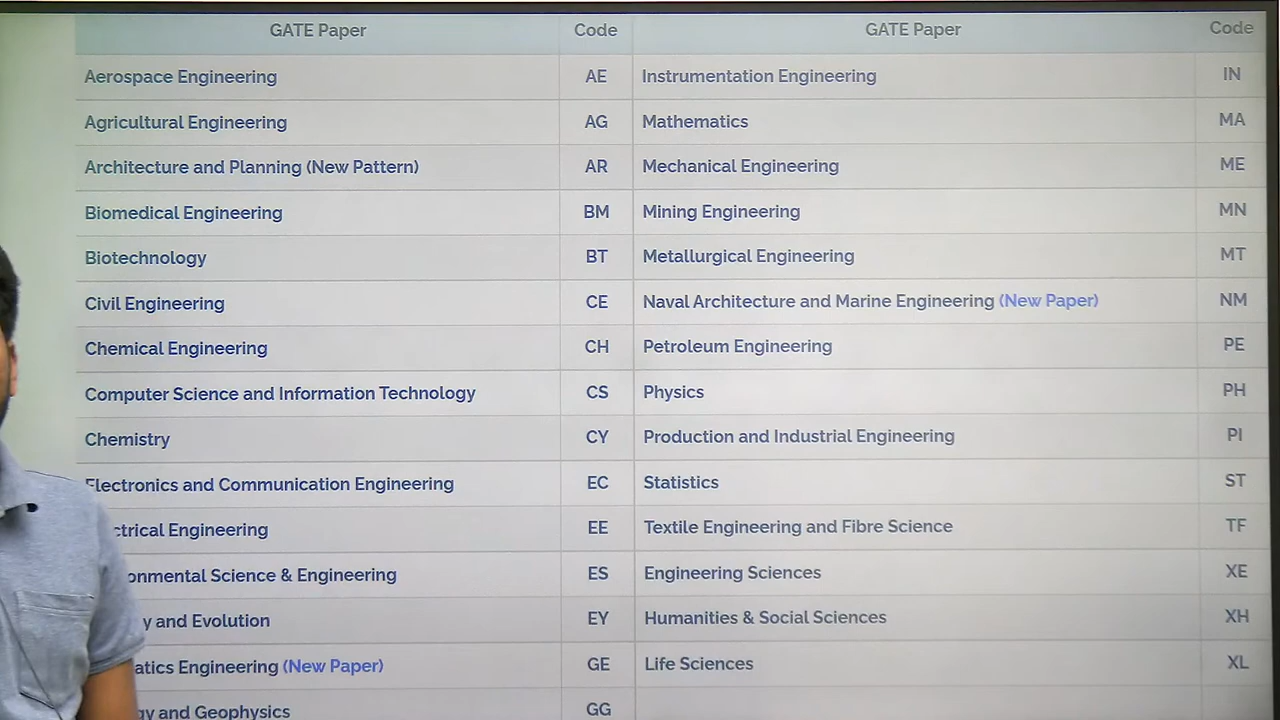 GATE Paper Code GATE Paper Code
Aerospace Engineering AE Instrumentation Engineering IN
Agricultural Engineering AG Mathematics MA
Architecture and Planning (New Pattern) AR Mechanical Engineering ME
Biomedical Engineering BM Mining Engineering MN
Biotechnology BT Metallurgical Engineering MT
Civil Engineering CE Naval Architecture and Marine Engineering (New Paper) NM
Chemical Engineering CH Petroleum Engineering PE
Computer Science and Information Technology CS Physics PH
Chemistry CY Production and Industrial Engineering PI
Electronics and Communication Engineering EC Statistics ST
ctrical Engineering EE Textile Engineering and Fibre Science TF
onmental Science & Engineering ES Engineering Sciences XE
y and Evolution EY Humanities & Social Sciences XH
atics Engineering (New Paper) GE Life Sciences XL
gy and Geophysics GG